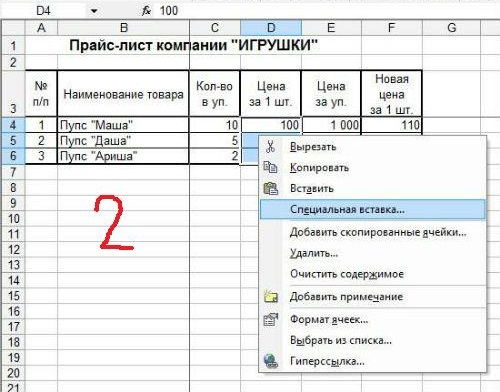 D4 fx 100
A B C D E F G
1 Прайс-лист компании "ИГРУШКИ"
2
3 № п/п Наименование товара Кол-во в уп. Цена за 1 шт. Цена за уп. Новая цена за 1 шт.
4 1 Пупс "Маша" 10 100 1 000 110
5 2 Пупс "Даша" 5
6 3 Пупс "Ариша" 2
7
8
9
10
11
12
13
14
15
16
17
18
19
20
21
2
Вырезать
Копировать
Вставить
Специальная вставка...
Добавить скопированные ячейки...
Удалить...
Очистить содержимое
Добавить примечание
Формат ячеек...
Выбрать из списка...
Гиперссылка...